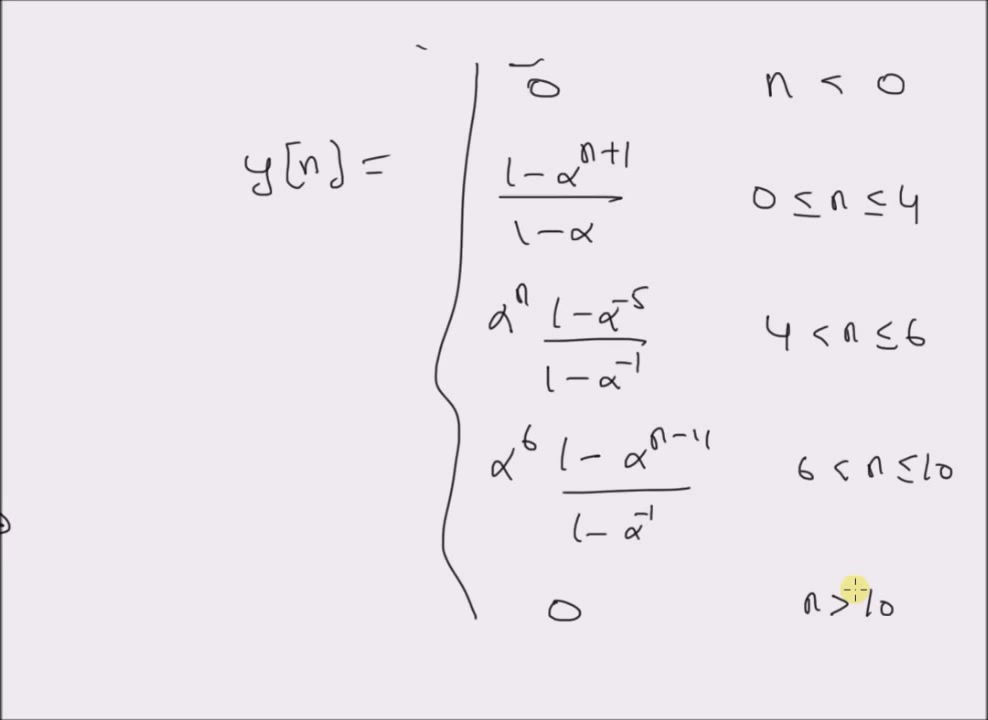 0 n < 0
y[n] =
1-α^{n+1} / 1-α 0 ≤ n ≤ 4
α^n 1-α^{-5} / 1-α^{-1} 4 < n ≤ 6
α^6 1-α^{n-11} / 1-α^{-1} 6 < n ≤ 10
0 n > 10